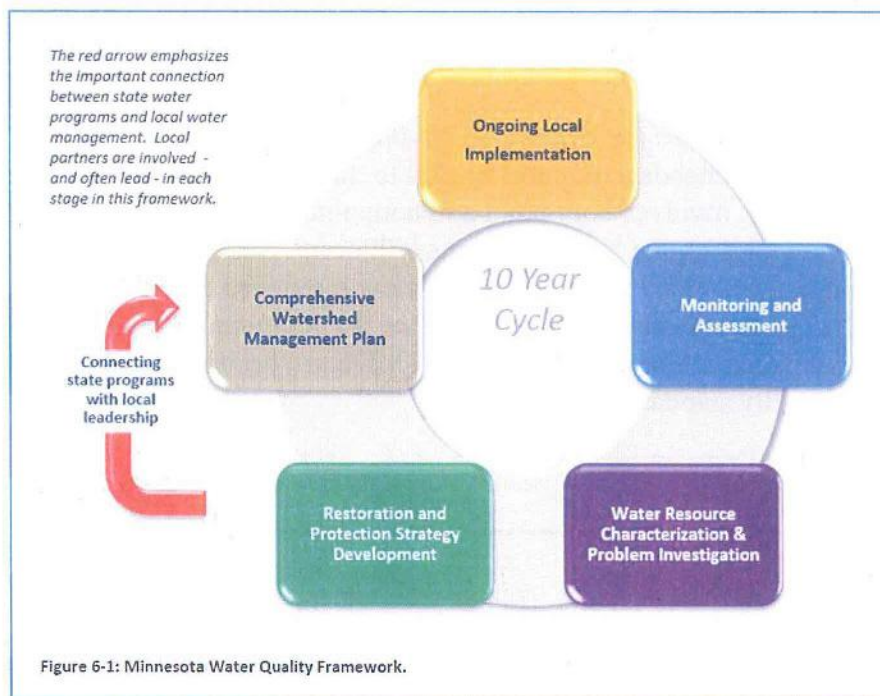 The red arrow emphasizes
the important connection
between state water
programs and local water
management. Local
partners are involved -
and often lead - in each
stage in this framework.
Ongoing Local
Implementation
10 Year
Cycle
Comprehensive
Watershed
Management Plan
Monitoring and
Assessment
Connecting
state programs
with local
leadership
Restoration and
Protection Strategy
Development
Water Resource
Characterization &
Problem Investigation
Figure 6-1: Minnesota Water Quality Framework.